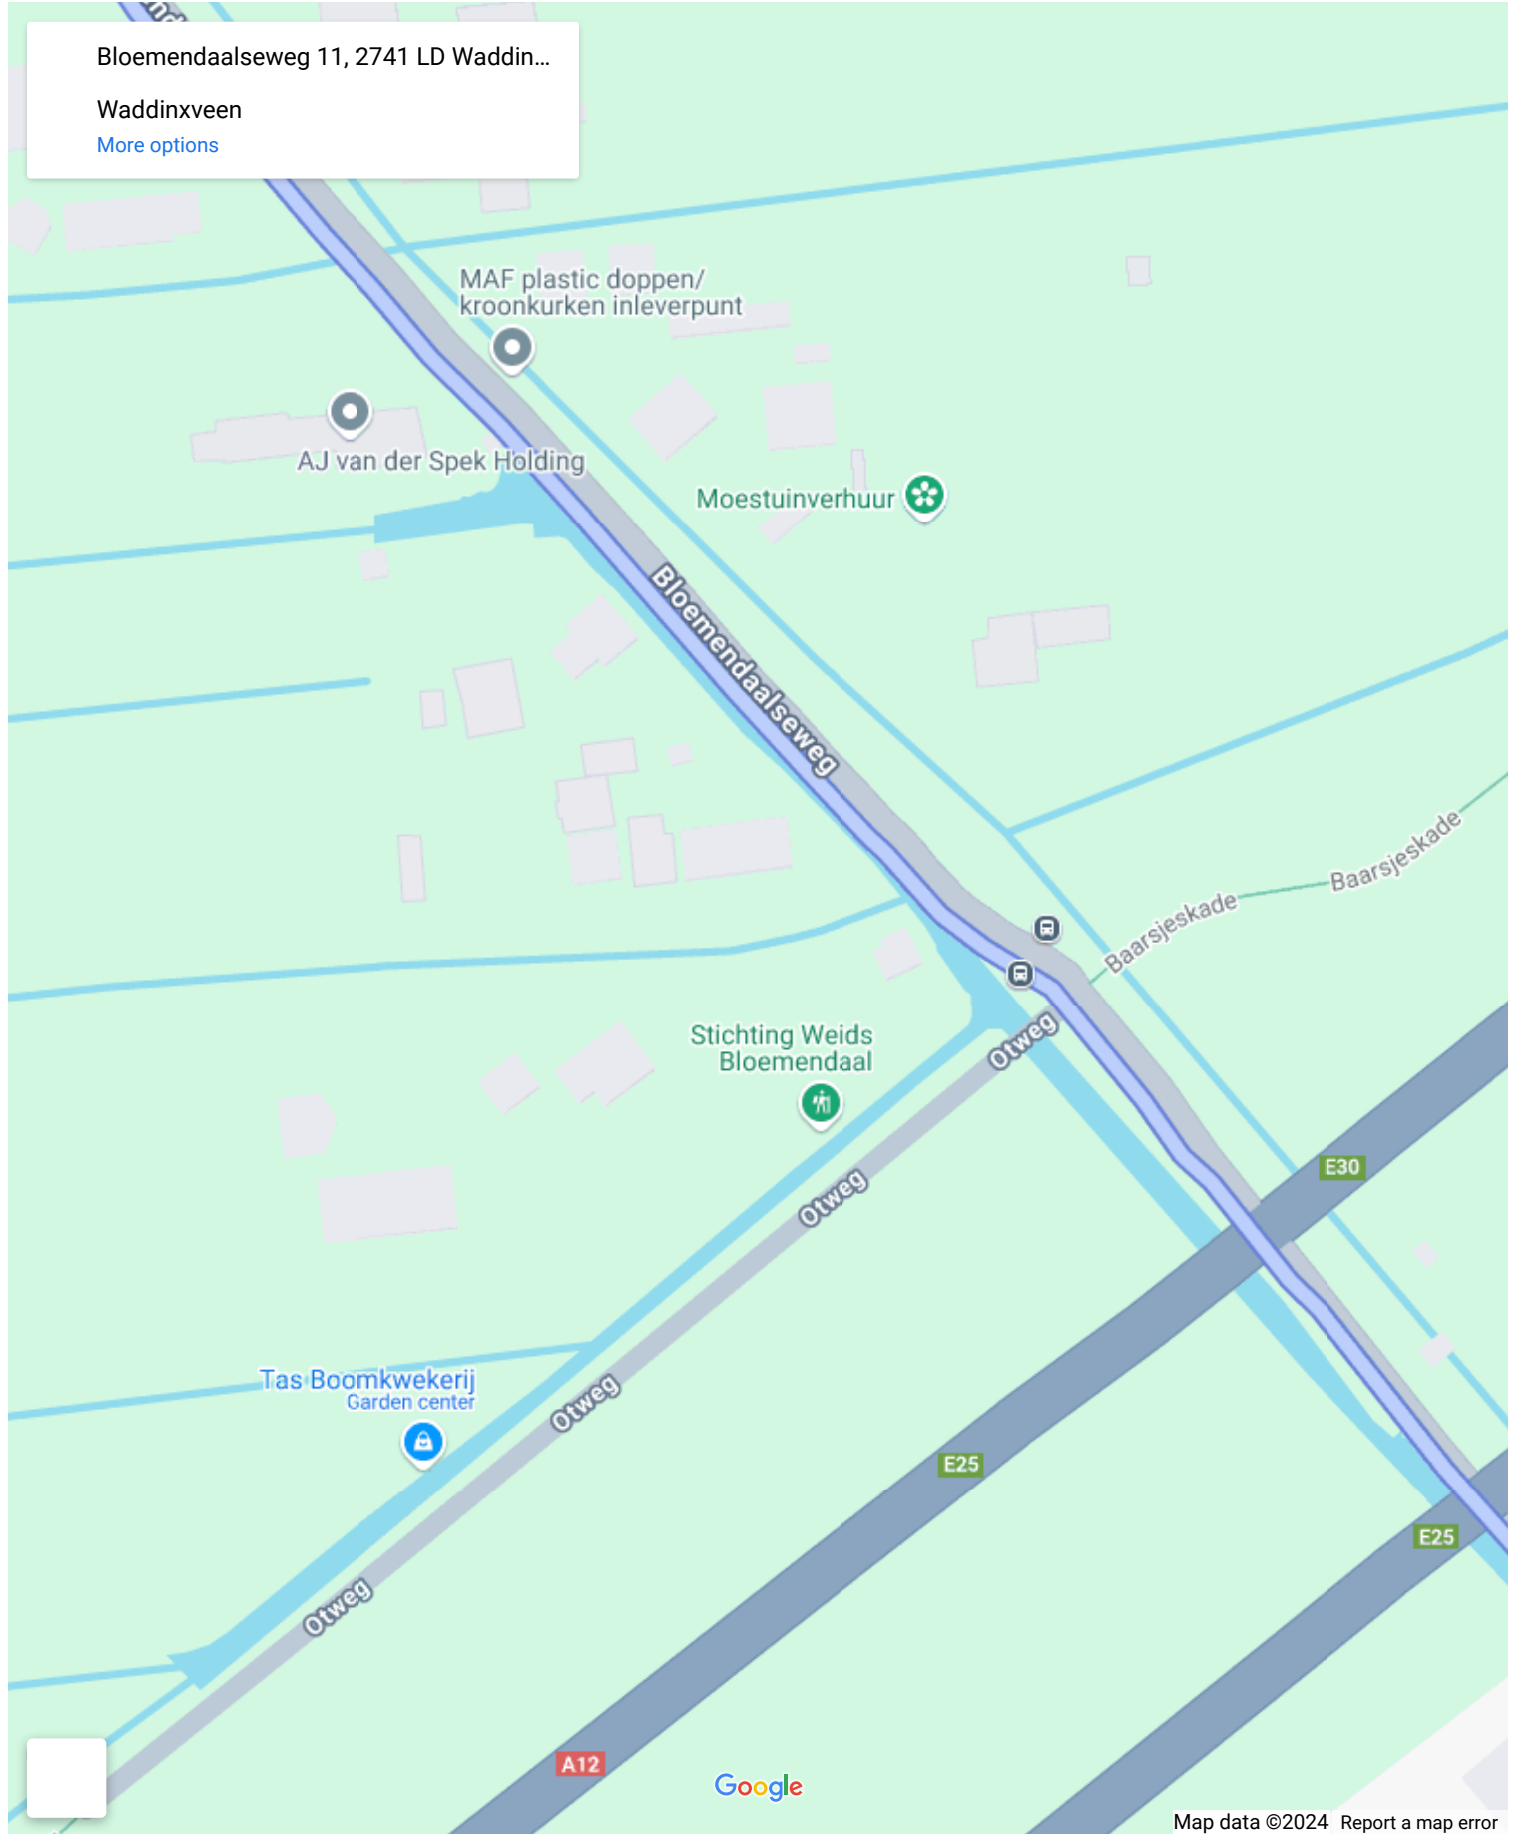 Bloemendaalseweg 11, 2741 LD Waddin...
Waddinxveen
More options
MAF plastic doppen/
kroonkurken inleverpunt
AJ van der Spek Holding
Moestuinverhuur
Bloemendaalseweg
Baarsjeskade
Baarsjeskade
Otweg
Stichting Weids
Bloemendaal
E30
Otweg
Tas Boomkwekerij
Garden center
Otweg
E25
E25
Otweg
A12
Google
Map data ©2024 Report a map error